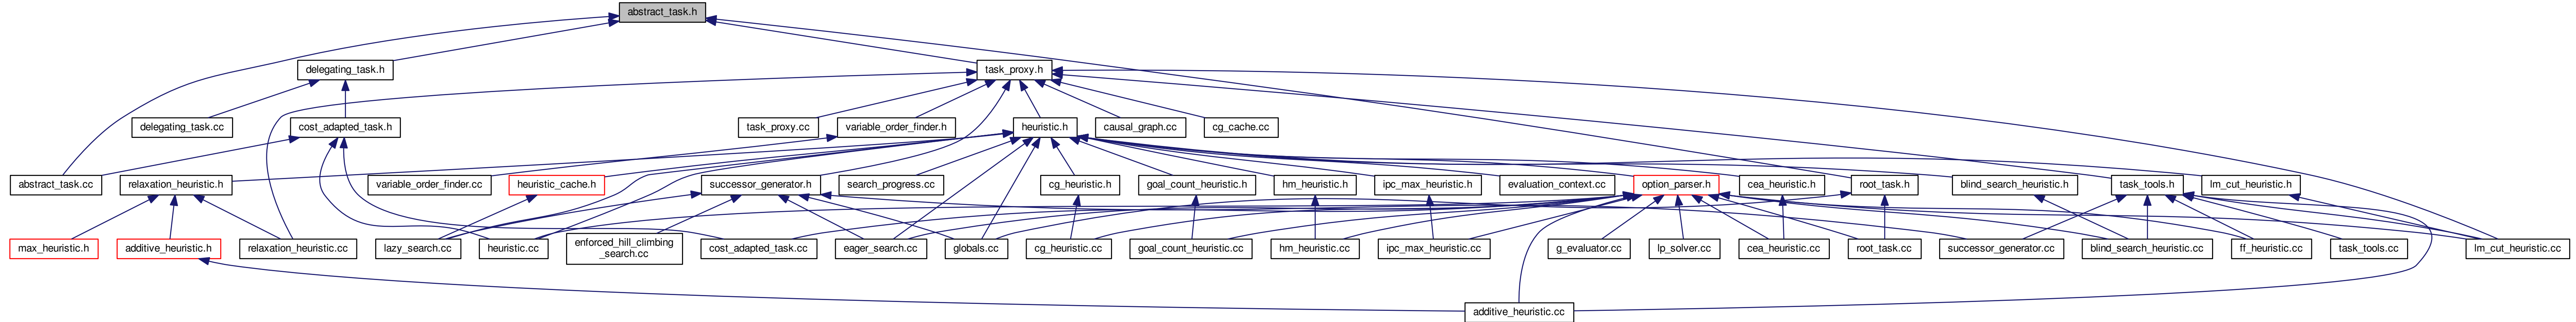 abstract_task.h
delegating_task.h
task_proxy.h
delegating_task.cc
cost_adapted_task.h
task_proxy.cc
variable_order_finder.h
heuristic.h
causal_graph.cc
cg_cache.cc
abstract_task.cc
relaxation_heuristic.h
variable_order_finder.cc
heuristic_cache.h
successor_generator.h
search_progress.cc
cg_heuristic.h
goal_count_heuristic.h
hm_heuristic.h
ipc_max_heuristic.h
evaluation_context.cc
option_parser.h
cea_heuristic.h
root_task.h
blind_search_heuristic.h
task_tools.h
lm_cut_heuristic.h
max_heuristic.h
additive_heuristic.h
relaxation_heuristic.cc
lazy_search.cc
heuristic.cc
enforced_hill_climbing
_search.cc
cost_adapted_task.cc
eager_search.cc
globals.cc
cg_heuristic.cc
goal_count_heuristic.cc
hm_heuristic.cc
ipc_max_heuristic.cc
g_evaluator.cc
lp_solver.cc
cea_heuristic.cc
root_task.cc
successor_generator.cc
blind_search_heuristic.cc
ff_heuristic.cc
task_tools.cc
lm_cut_heuristic.cc
additive_heuristic.cc